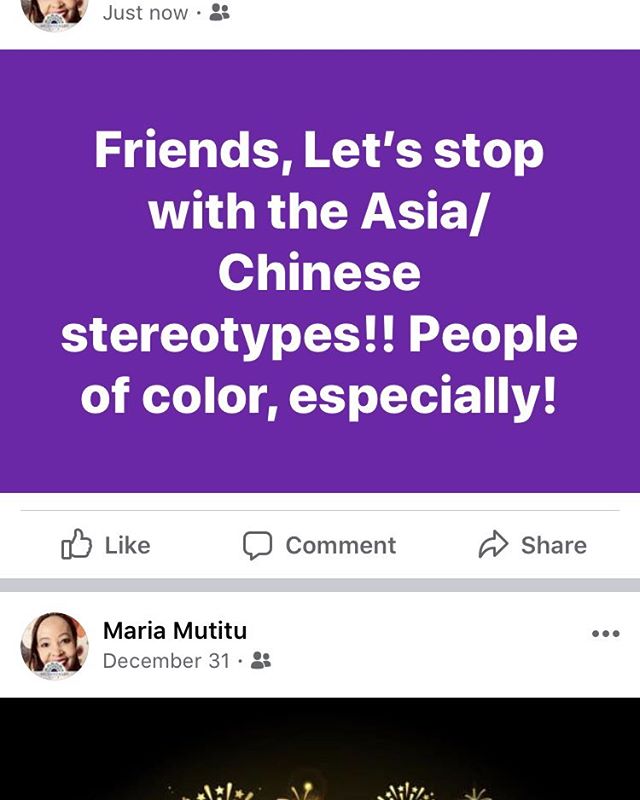 Just now ·
Friends, Let's stop
with the Asia/
Chinese
stereotypes!! People
of color, especially!
Like Comment Share
Maria Mutitu
December 31 ·